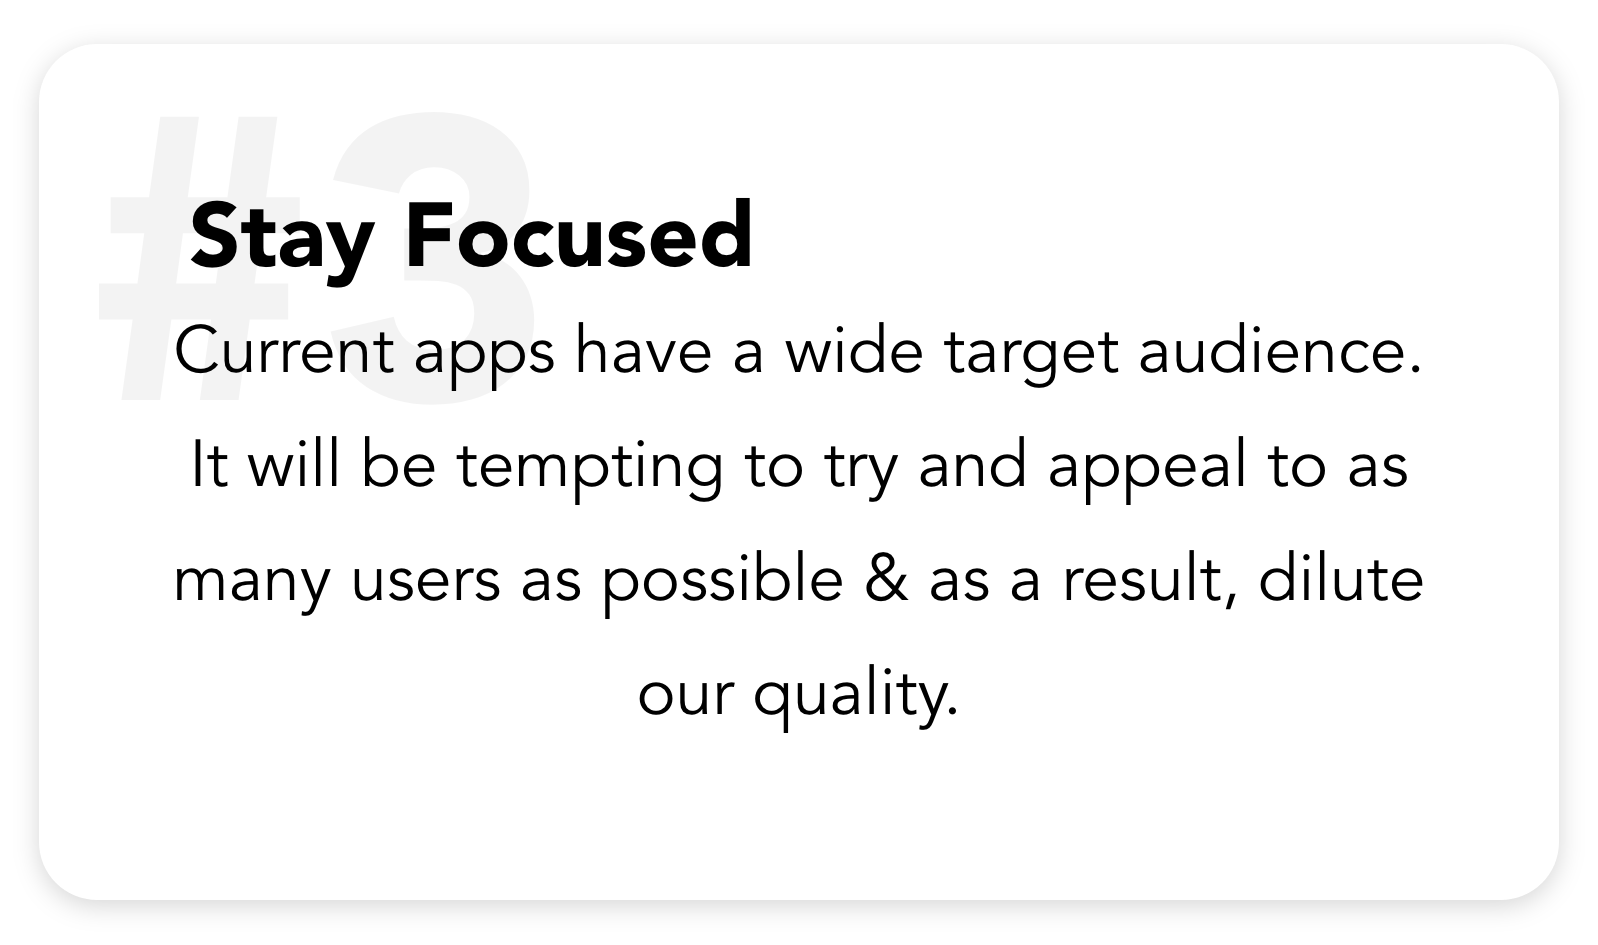 #3
Stay Focused
Current apps have a wide target audience.
It will be tempting to try and appeal to as
many users as possible & as a result, dilute
our quality.